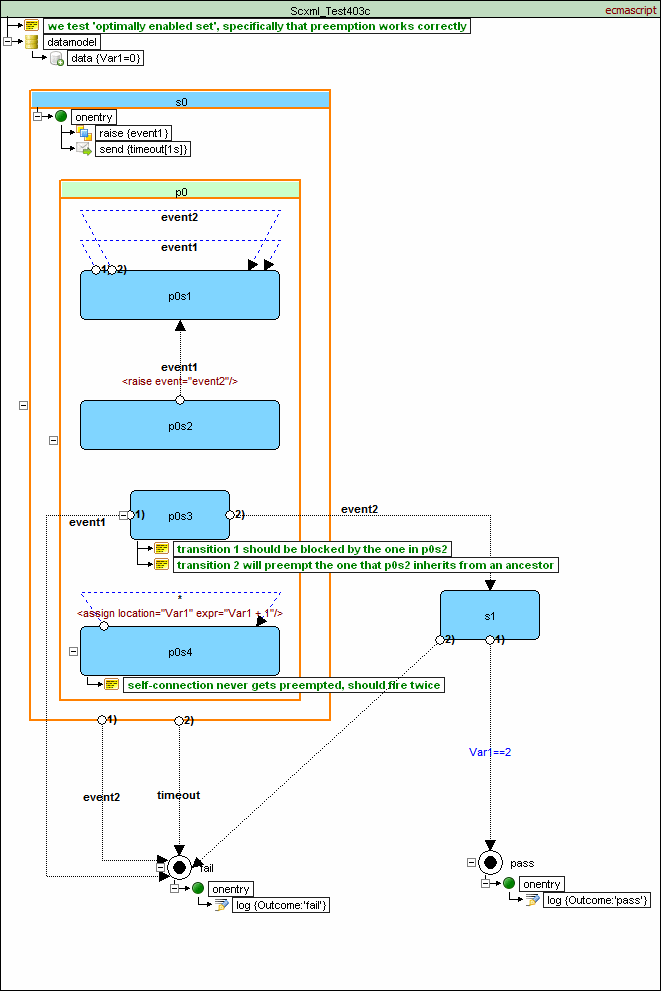 Scxml_Test403c
ecmascript
we test 'optimally enabled set', specifically that preemption works correctly
datamodel
data {Var1=0}
s0
onentry
raise {event1}
send {timeout[1s]}
p0
event2
event1
1) 2)
p0s1
event1
<raise event="event2"/>
p0s2
event1
1)
p0s3
2)
event2
transition 1 should be blocked by the one in p0s2
transition 2 will preempt the one that p0s2 inherits from an ancestor
*
<assign location="Var1" expr="Var1 + 1"/>
p0s4
self-connection never gets preempted, should fire twice
s1
2)
1)
1)
2)
Var1==2
event2
timeout
fail
onentry
log {Outcome:'fail'}
pass
onentry
log {Outcome:'pass'}